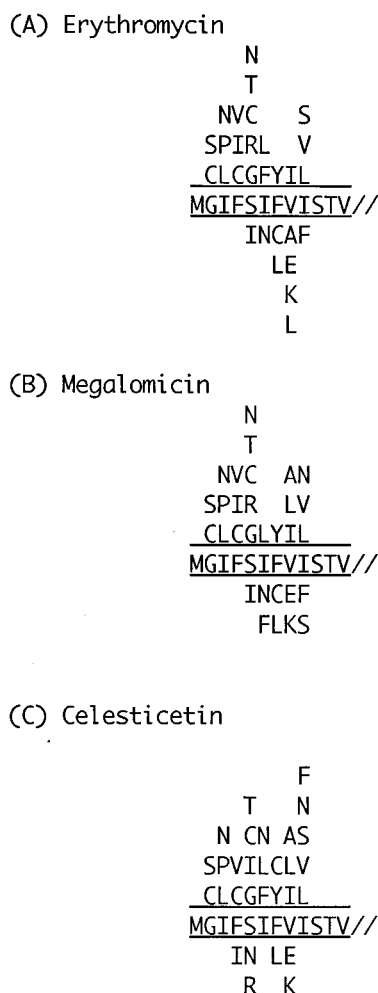 (A) Erythromycin
N
T
NVC S
SPIRL V
CLCGFYIL
MGIFSIFVISTV//
INCAF
LE
K
L
(B) Megalomicin
N
T
NVC AN
SPIR LV
CLCGLYIL
MGIFSIFVISTV//
INCEF
FLKS
(C) Celesticetin
F
T N
N CN AS
SPVILCLV
CLCGFYIL
MGIFSIFVISTV//
IN LE
R K